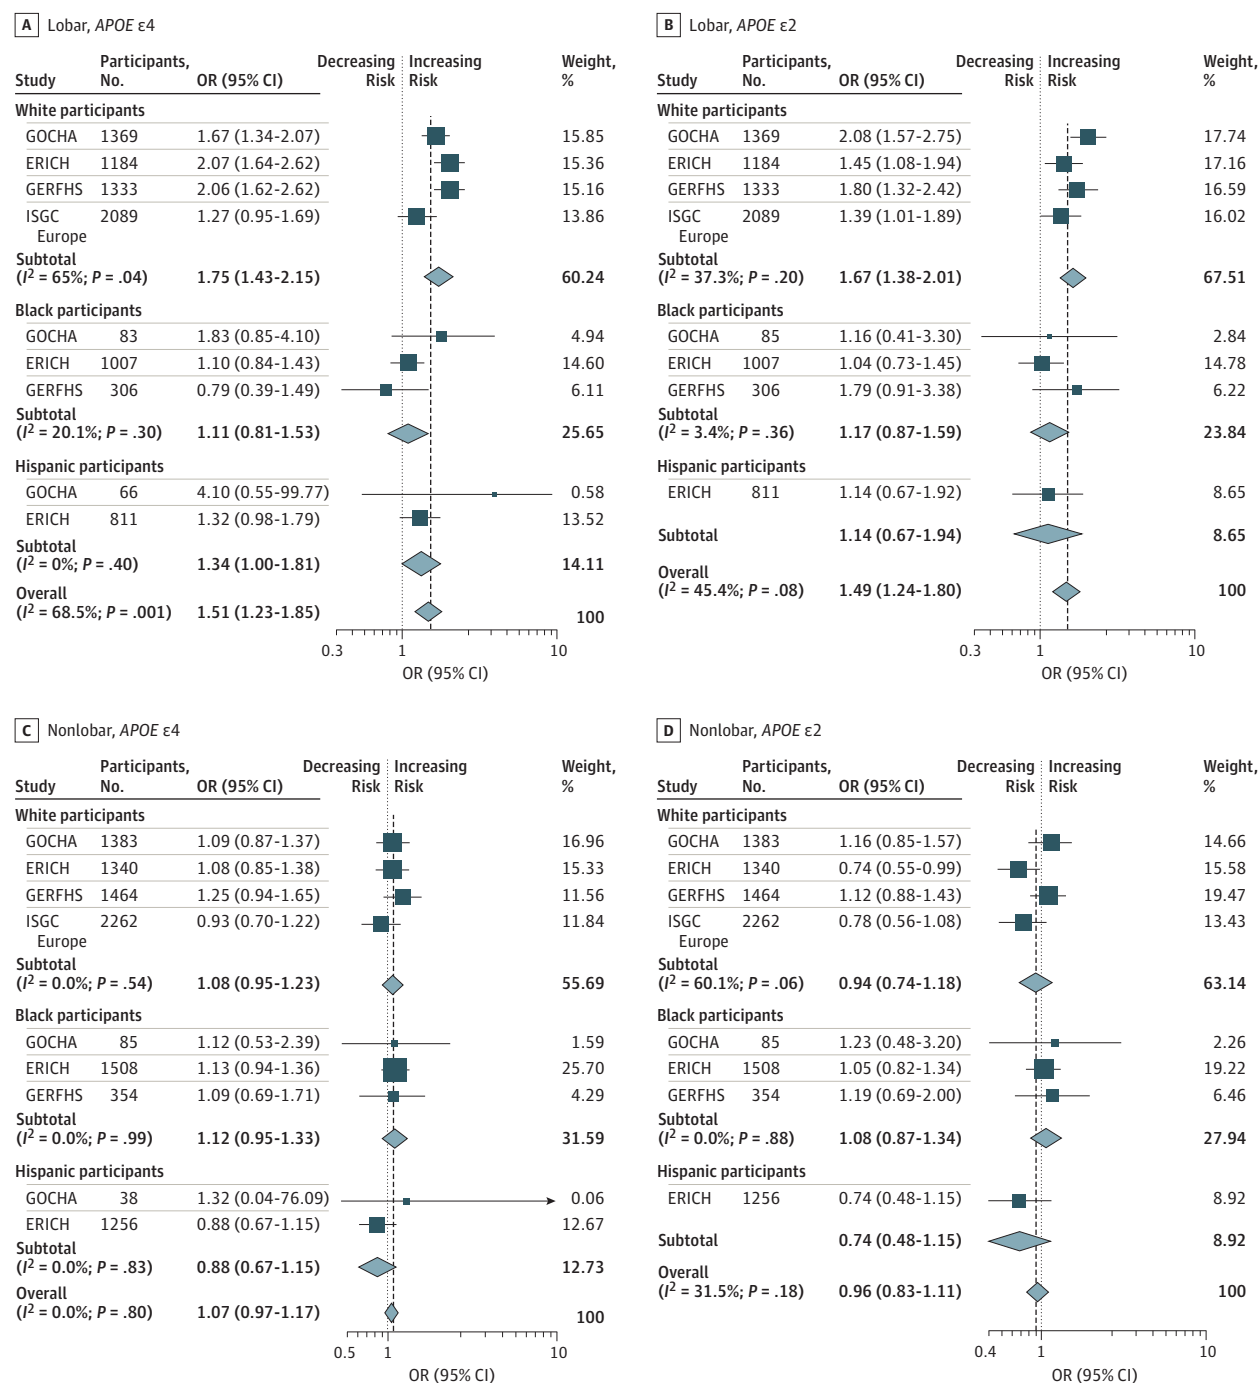 A Lobar, APOE ε4
Participants, Decreasing Increasing Weight,
Study No. OR (95% CI) Risk Risk %
White participants
GOCHA 1369 1.67 (1.34-2.07) 15.85
ERICH 1184 2.07 (1.64-2.62) 15.36
GERFHS 1333 2.06 (1.62-2.62) 15.16
ISGC 2089 1.27 (0.95-1.69) 13.86
Europe
Subtotal
(I² = 65%; P = .04) 1.75 (1.43-2.15) 60.24
Black participants
GOCHA 83 1.83 (0.85-4.10) 4.94
ERICH 1007 1.10 (0.84-1.43) 14.60
GERFHS 306 0.79 (0.39-1.49) 6.11
Subtotal
(I² = 20.1%; P = .30) 1.11 (0.81-1.53) 25.65
Hispanic participants
GOCHA 66 4.10 (0.55-99.77) 0.58
ERICH 811 1.32 (0.98-1.79) 13.52
Subtotal
(I² = 0%; P = .40) 1.34 (1.00-1.81) 14.11
Overall
(I² = 68.5%; P = .001) 1.51 (1.23-1.85) 100
0.3 1 10
OR (95% CI)
B Lobar, APOE ε2
Participants, Decreasing Increasing Weight,
Study No. OR (95% CI) Risk Risk %
White participants
GOCHA 1369 2.08 (1.57-2.75) 17.74
ERICH 1184 1.45 (1.08-1.94) 17.16
GERFHS 1333 1.80 (1.32-2.42) 16.59
ISGC 2089 1.39 (1.01-1.89) 16.02
Europe
Subtotal
(I² = 37.3%; P = .20) 1.67 (1.38-2.01) 67.51
Black participants
GOCHA 85 1.16 (0.41-3.30) 2.84
ERICH 1007 1.04 (0.73-1.45) 14.78
GERFHS 306 1.79 (0.91-3.38) 6.22
Subtotal
(I² = 3.4%; P = .36) 1.17 (0.87-1.59) 23.84
Hispanic participants
ERICH 811 1.14 (0.67-1.92) 8.65
Subtotal 1.14 (0.67-1.94) 8.65
Overall
(I² = 45.4%; P = .08) 1.49 (1.24-1.80) 100
0.3 1 10
OR (95% CI)
C Nonlobar, APOE ε4
Participants, Decreasing Increasing Weight,
Study No. OR (95% CI) Risk Risk %
White participants
GOCHA 1383 1.09 (0.87-1.37) 16.96
ERICH 1340 1.08 (0.85-1.38) 15.33
GERFHS 1464 1.25 (0.94-1.65) 11.56
ISGC 2262 0.93 (0.70-1.22) 11.84
Europe
Subtotal
(I² = 0.0%; P = .54) 1.08 (0.95-1.23) 55.69
Black participants
GOCHA 85 1.12 (0.53-2.39) 1.59
ERICH 1508 1.13 (0.94-1.36) 25.70
GERFHS 354 1.09 (0.69-1.71) 4.29
Subtotal
(I² = 0.0%; P = .99) 1.12 (0.95-1.33) 31.59
Hispanic participants
GOCHA 38 1.32 (0.04-76.09) 0.06
ERICH 1256 0.88 (0.67-1.15) 12.67
Subtotal
(I² = 0.0%; P = .83) 0.88 (0.67-1.15) 12.73
Overall
(I² = 0.0%; P = .80) 1.07 (0.97-1.17) 100
0.5 1 10
OR (95% CI)
D Nonlobar, APOE ε2
Participants, Decreasing Increasing Weight,
Study No. OR (95% CI) Risk Risk %
White participants
GOCHA 1383 1.16 (0.85-1.57) 14.66
ERICH 1340 0.74 (0.55-0.99) 15.58
GERFHS 1464 1.12 (0.88-1.43) 19.47
ISGC 2262 0.78 (0.56-1.08) 13.43
Europe
Subtotal
(I² = 60.1%; P = .06) 0.94 (0.74-1.18) 63.14
Black participants
GOCHA 85 1.23 (0.48-3.20) 2.26
ERICH 1508 1.05 (0.82-1.34) 19.22
GERFHS 354 1.19 (0.69-2.00) 6.46
Subtotal
(I² = 0.0%; P = .88) 1.08 (0.87-1.34) 27.94
Hispanic participants
ERICH 1256 0.74 (0.48-1.15) 8.92
Subtotal 0.74 (0.48-1.15) 8.92
Overall
(I² = 31.5%; P = .18) 0.96 (0.83-1.11) 100
0.4 1 10
OR (95% CI)